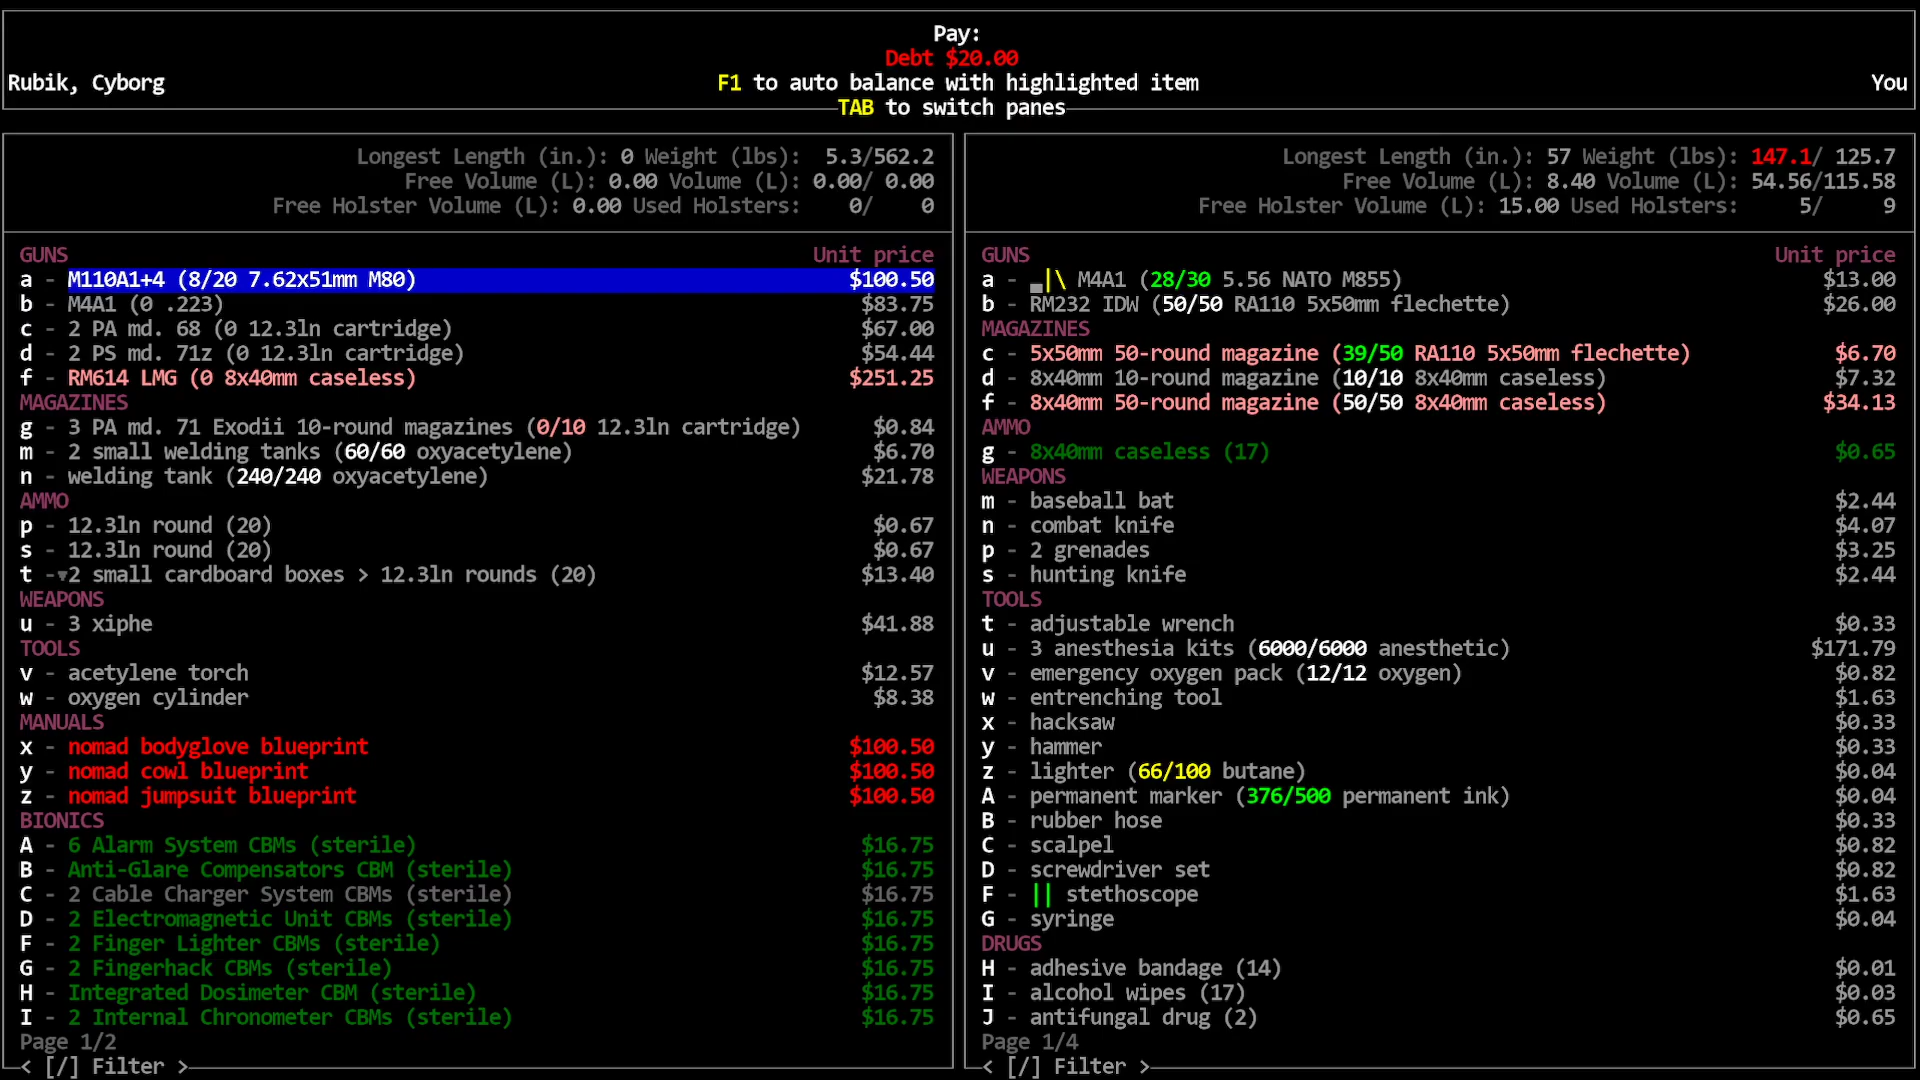 Pay:
Debt $20.00
Rubik, Cyborg F1 to auto balance with highlighted item You
TAB to switch panes
Longest Length (in.): 0 Weight (lbs): 5.3/562.2
Free Volume (L): 0.00 Volume (L): 0.00/ 0.00
Free Holster Volume (L): 0.00 Used Holsters: 0/ 0
GUNS Unit price
a - M110A1+4 (8/20 7.62x51mm M80) $100.50
b - M4A1 (0 .223) $83.75
c - 2 PA md. 68 (0 12.3ln cartridge) $67.00
d - 2 PS md. 71z (0 12.3ln cartridge) $54.44
f - RM614 LMG (0 8x40mm caseless) $251.25
MAGAZINES
g - 3 PA md. 71 Exodii 10-round magazines (0/10 12.3ln cartridge) $0.84
m - 2 small welding tanks (60/60 oxyacetylene) $6.70
n - welding tank (240/240 oxyacetylene) $21.78
AMMO
p - 12.3ln round (20) $0.67
s - 12.3ln round (20) $0.67
t -▾2 small cardboard boxes > 12.3ln rounds (20) $13.40
WEAPONS
u - 3 xiphe $41.88
TOOLS
v - acetylene torch $12.57
w - oxygen cylinder $8.38
MANUALS
x - nomad bodyglove blueprint $100.50
y - nomad cowl blueprint $100.50
z - nomad jumpsuit blueprint $100.50
BIONICS
A - 6 Alarm System CBMs (sterile) $16.75
B - Anti-Glare Compensators CBM (sterile) $16.75
C - 2 Cable Charger System CBMs (sterile) $16.75
D - 2 Electromagnetic Unit CBMs (sterile) $16.75
F - 2 Finger Lighter CBMs (sterile) $16.75
G - 2 Fingerhack CBMs (sterile) $16.75
H - Integrated Dosimeter CBM (sterile) $16.75
I - 2 Internal Chronometer CBMs (sterile) $16.75
Page 1/2
< [/] Filter >
Longest Length (in.): 57 Weight (lbs): 147.1/ 125.7
Free Volume (L): 8.40 Volume (L): 54.56/115.58
Free Holster Volume (L): 15.00 Used Holsters: 5/ 9
GUNS Unit price
a - ▄|\ M4A1 (28/30 5.56 NATO M855) $13.00
b - RM232 IDW (50/50 RA110 5x50mm flechette) $26.00
MAGAZINES
c - 5x50mm 50-round magazine (39/50 RA110 5x50mm flechette) $6.70
d - 8x40mm 10-round magazine (10/10 8x40mm caseless) $7.32
f - 8x40mm 50-round magazine (50/50 8x40mm caseless) $34.13
AMMO
g - 8x40mm caseless (17) $0.65
WEAPONS
m - baseball bat $2.44
n - combat knife $4.07
p - 2 grenades $3.25
s - hunting knife $2.44
TOOLS
t - adjustable wrench $0.33
u - 3 anesthesia kits (6000/6000 anesthetic) $171.79
v - emergency oxygen pack (12/12 oxygen) $0.82
w - entrenching tool $1.63
x - hacksaw $0.33
y - hammer $0.33
z - lighter (66/100 butane) $0.04
A - permanent marker (376/500 permanent ink) $0.04
B - rubber hose $0.33
C - scalpel $0.82
D - screwdriver set $0.82
F - || stethoscope $1.63
G - syringe $0.04
DRUGS
H - adhesive bandage (14) $0.01
I - alcohol wipes (17) $0.03
J - antifungal drug (2) $0.65
Page 1/4
< [/] Filter >